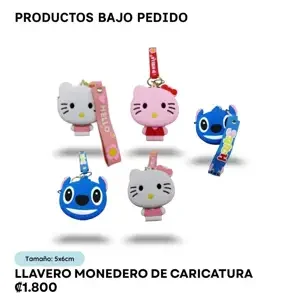 PRODUCTOS BAJO PEDIDO
HELLO
Tamaño: 5x6cm
LLAVERO MONEDERO DE CARICATURA
₡1.800